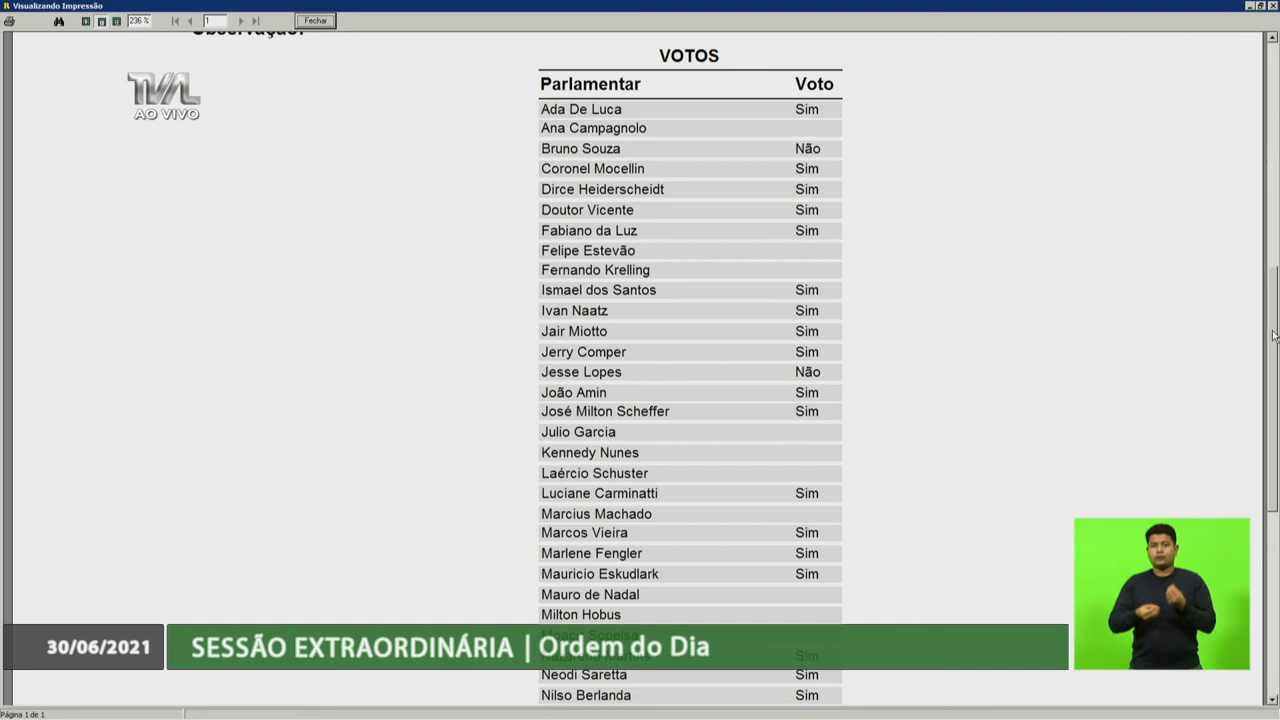 Visualizando Impressão
236 %
1
Fechar
Observação:
VOTOS
TVAL
AO VIVO
Parlamentar Voto
Ada De Luca Sim
Ana Campagnolo
Bruno Souza Não
Coronel Mocellin Sim
Dirce Heiderscheidt Sim
Doutor Vicente Sim
Fabiano da Luz Sim
Felipe Estevão
Fernando Krelling
Ismael dos Santos Sim
Ivan Naatz Sim
Jair Miotto Sim
Jerry Comper Sim
Jesse Lopes Não
João Amin Sim
José Milton Scheffer Sim
Julio Garcia
Kennedy Nunes
Laércio Schuster
Luciane Carminatti Sim
Marcius Machado
Marcos Vieira Sim
Marlene Fengler Sim
Mauricio Eskudlark Sim
Mauro de Nadal
Milton Hobus
30/06/2021 SESSÃO EXTRAORDINÁRIA | Ordem do Dia
Sim
Neodi Saretta Sim
Nilso Berlanda Sim
Página 1 de 1